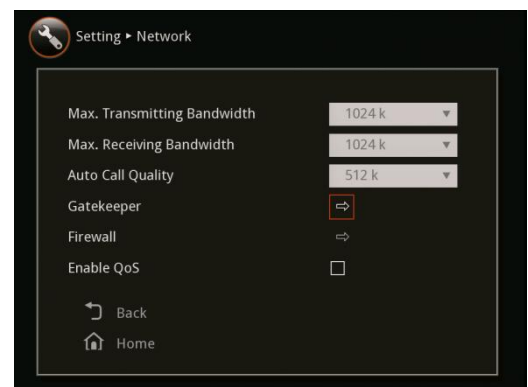 Setting ▸ Network
Max. Transmitting Bandwidth 1024 k
Max. Receiving Bandwidth 1024 k
Auto Call Quality 512 k
Gatekeeper
Firewall
Enable QoS
Back
Home